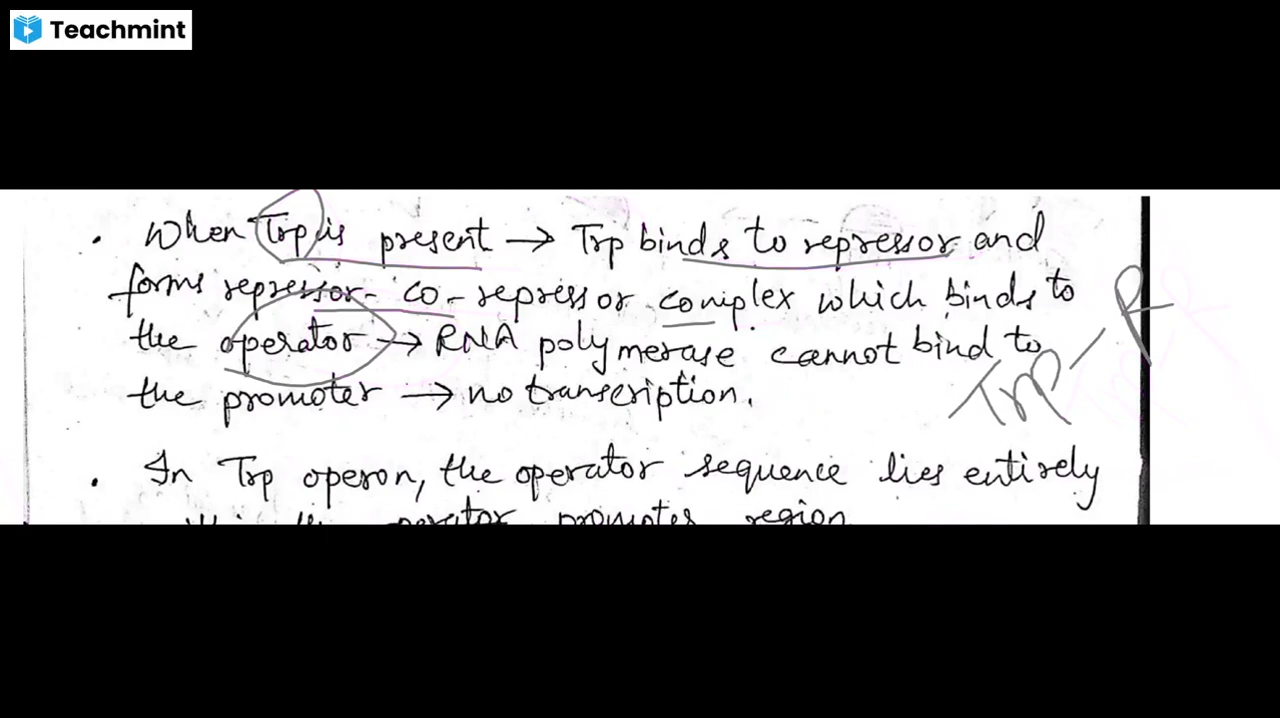 Teachmint
. When Trp is present → Trp binds to repressor and
forms repressor-co-repressor complex which binds to
the operator → RNA polymerase cannot bind to
the promoter → no transcription.
Trp-R
. In Trp operon, the operator sequence lies entirely
promoter region